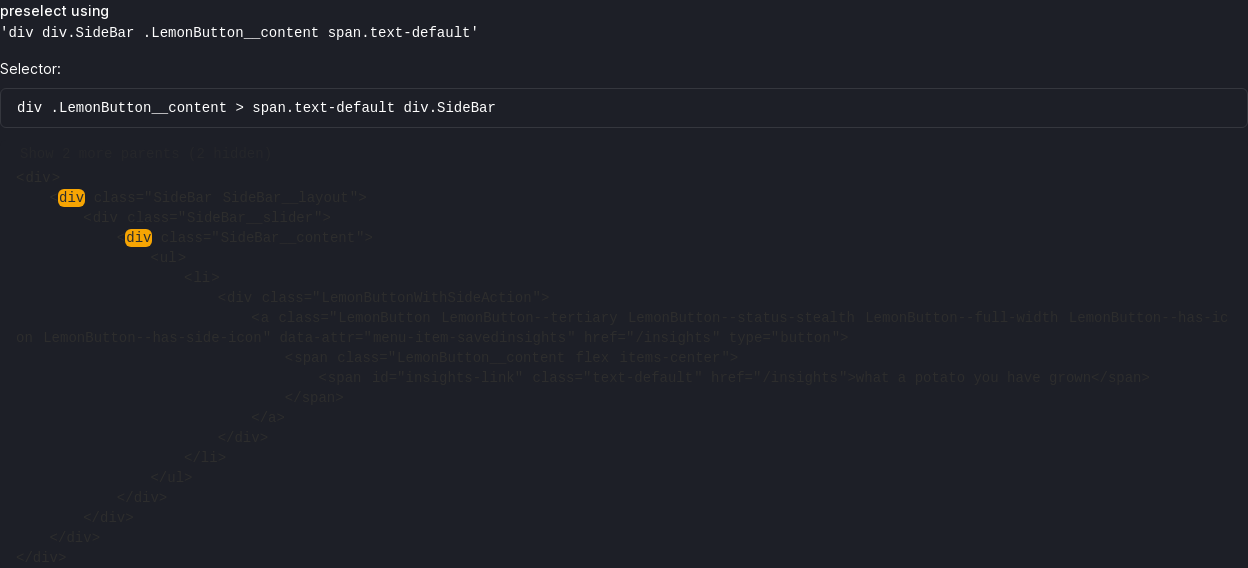 preselect using
'div div.SideBar .LemonButton__content span.text-default'
Selector:
div .LemonButton__content > span.text-default div.SideBar
Show 2 more parents (2 hidden)
<div>
<div class="SideBar SideBar__layout">
<div class="SideBar__slider">
<div class="SideBar__content">
<ul>
<li>
<div class="LemonButtonWithSideAction">
<a class="LemonButton LemonButton--tertiary LemonButton--status-stealth LemonButton--full-width LemonButton--has-ic
on LemonButton--has-side-icon" data-attr="menu-item-savedinsights" href="/insights" type="button">
<span class="LemonButton__content flex items-center">
<span id="insights-link" class="text-default" href="/insights">what a potato you have grown</span>
</span>
</a>
</div>
</li>
</ul>
</div>
</div>
</div>
</div>